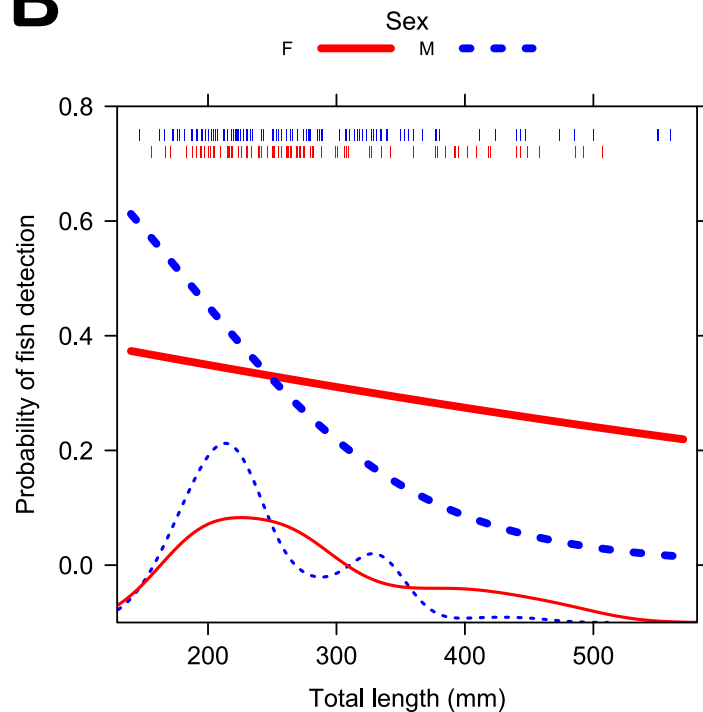 B
Sex
F M
0.8
0.6
0.4
0.2
0.0
Probability of fish detection
200 300 400 500
Total length (mm)